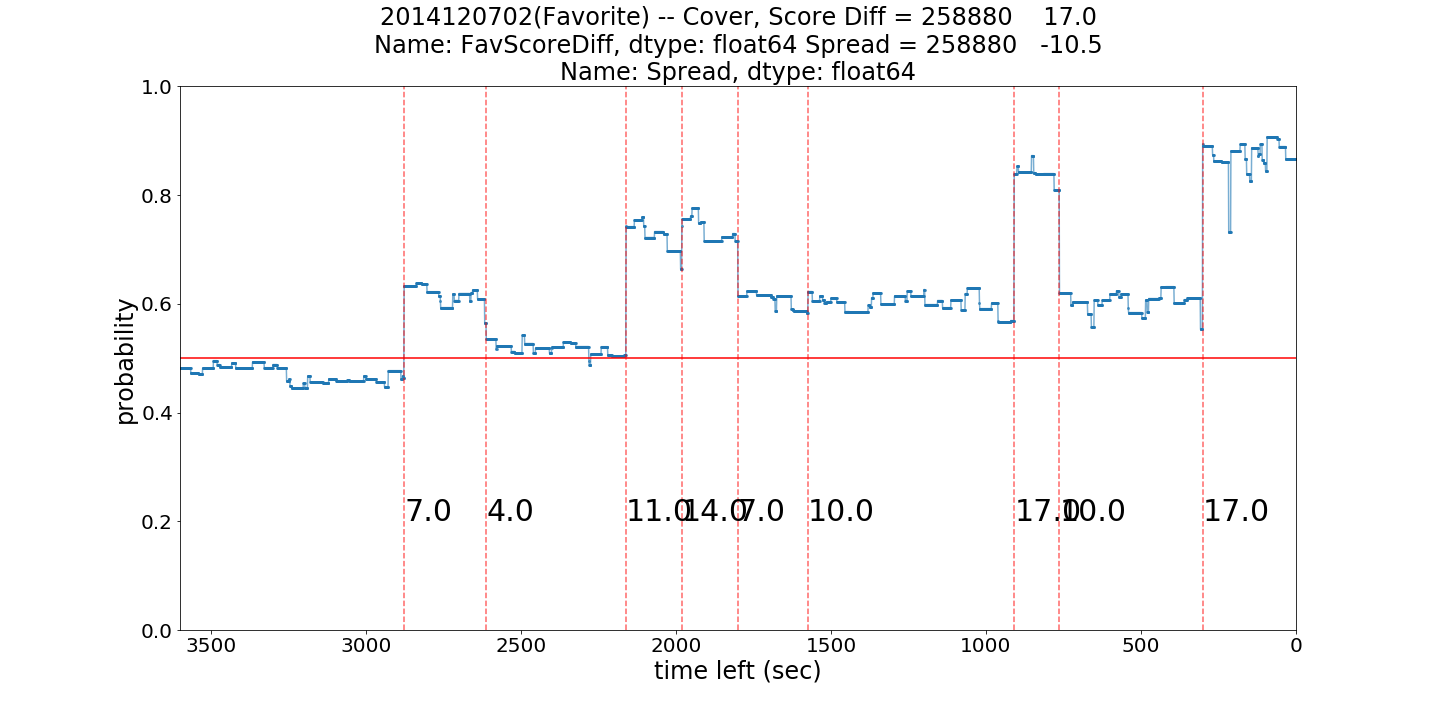 2014120702(Favorite) -- Cover, Score Diff = 258880    17.0
Name: FavScoreDiff, dtype: float64 Spread = 258880   -10.5
Name: Spread, dtype: float64
1.0
0.8
0.6
0.4
0.2
0.0
probability
7.0 4.0 11.0 14.0 7.0 10.0 17.0 10.0 17.0
3500 3000 2500 2000 1500 1000 500 0
time left (sec)